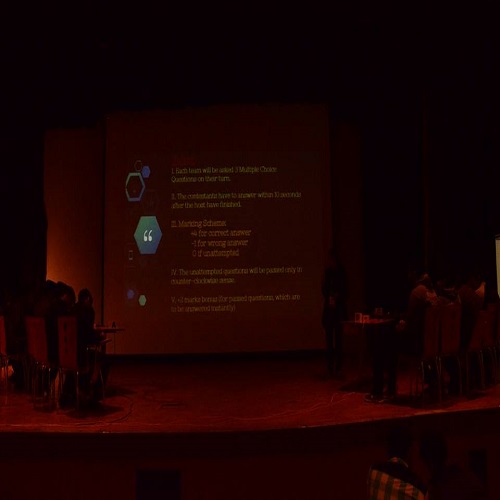 I. Each team will be asked 3 Multiple Choice
Questions on their turn.
II. The contestants have to answer within 10 seconds
after the host have finished.
III. Marking Scheme:
+4 for correct answer
-1 for wrong answer
0 if unattempted
IV. The unattempted questions will be passed only in
counter-clockwise sense.
V. +2 marks bonus (for passed questions, which are
to be answered instantly)
“